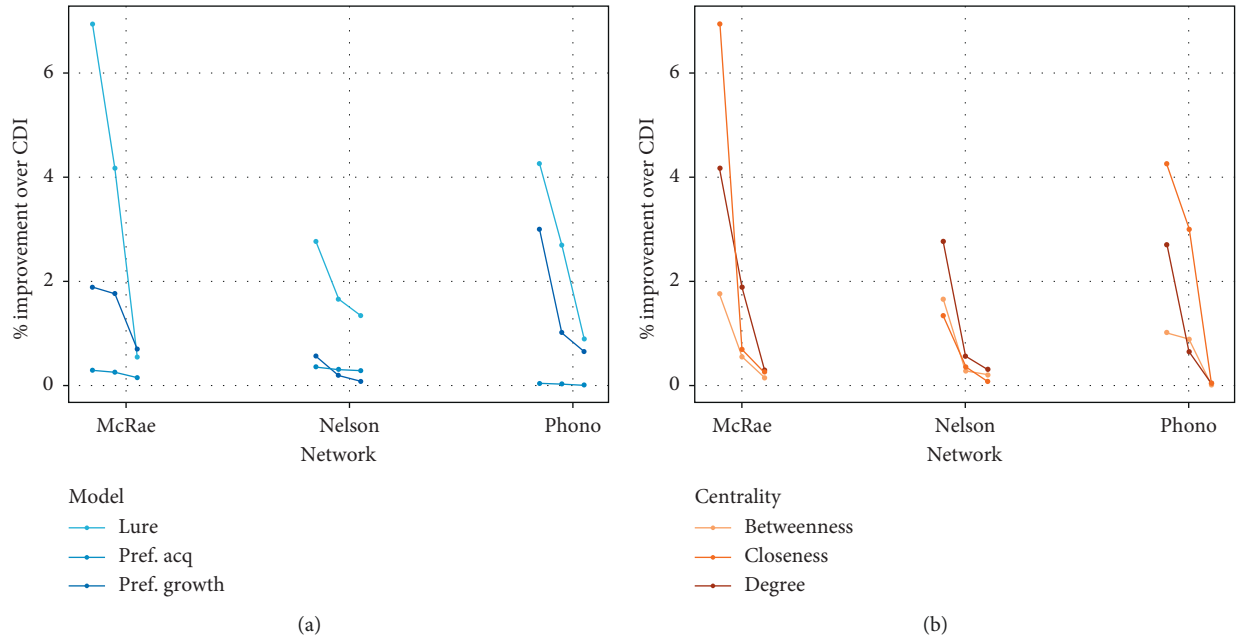 % improvement over CDI
6
4
2
0
McRae
Nelson
Phono
Network
Model
Lure
Pref. acq
Pref. growth
(a)
% improvement over CDI
6
4
2
0
McRae
Nelson
Phono
Network
Centrality
Betweenness
Closeness
Degree
(b)